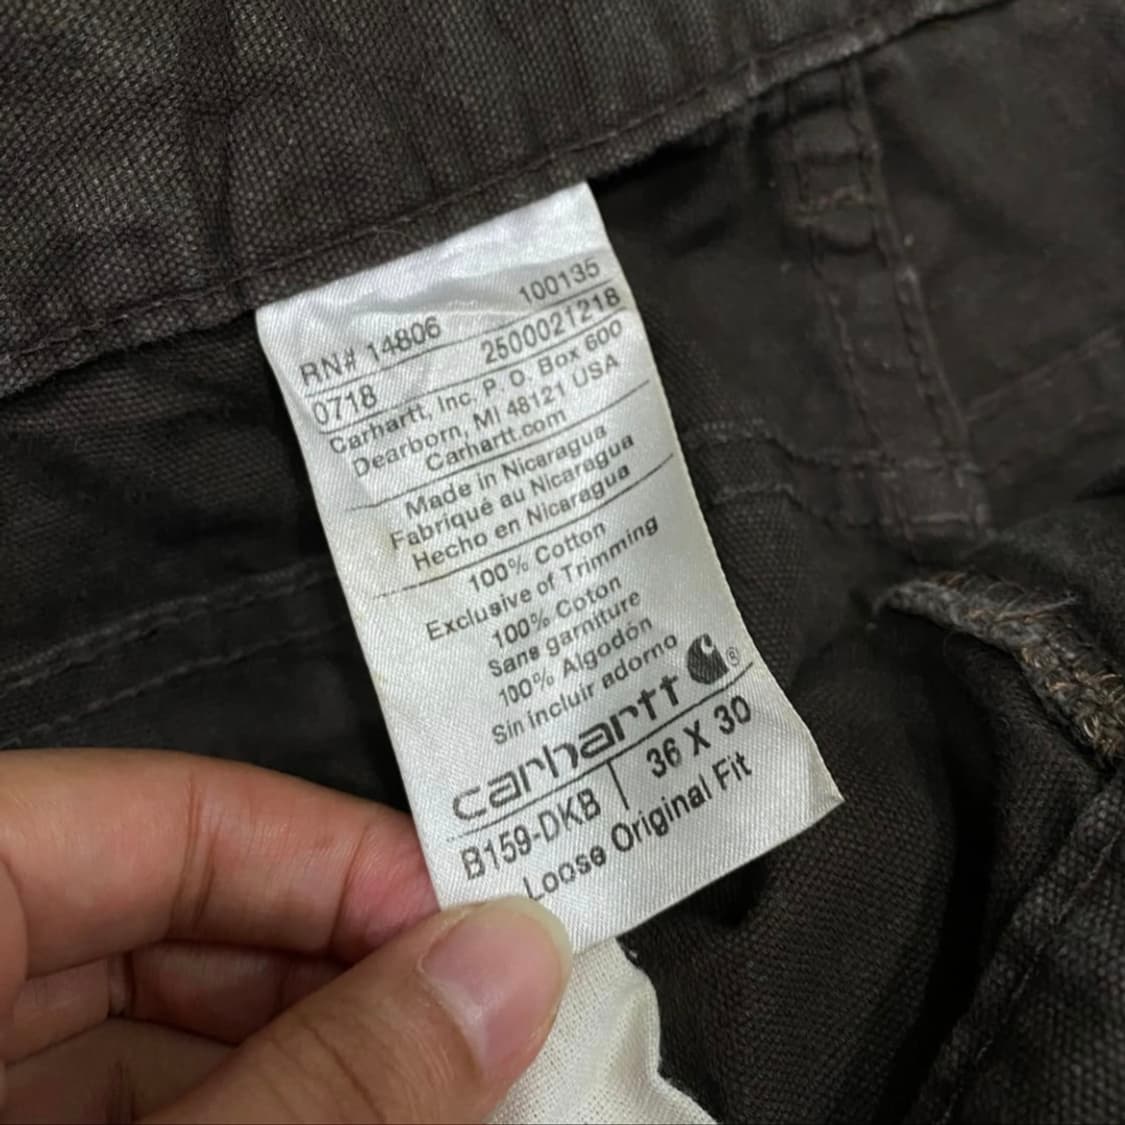 RN# 14806 100135
0718 2500021218
Carhartt, Inc. P. O. Box 600
Dearborn, MI 48121 USA
Carhartt.com
Made in Nicaragua
Fabriqué au Nicaragua
Hecho en Nicaragua
100% Cotton
Exclusive of Trimming
100% Coton
Sans garniture
100% Algodón
Sin incluir adorno
carhartt ®
B159-DKB 36 X 30
Loose Original Fit